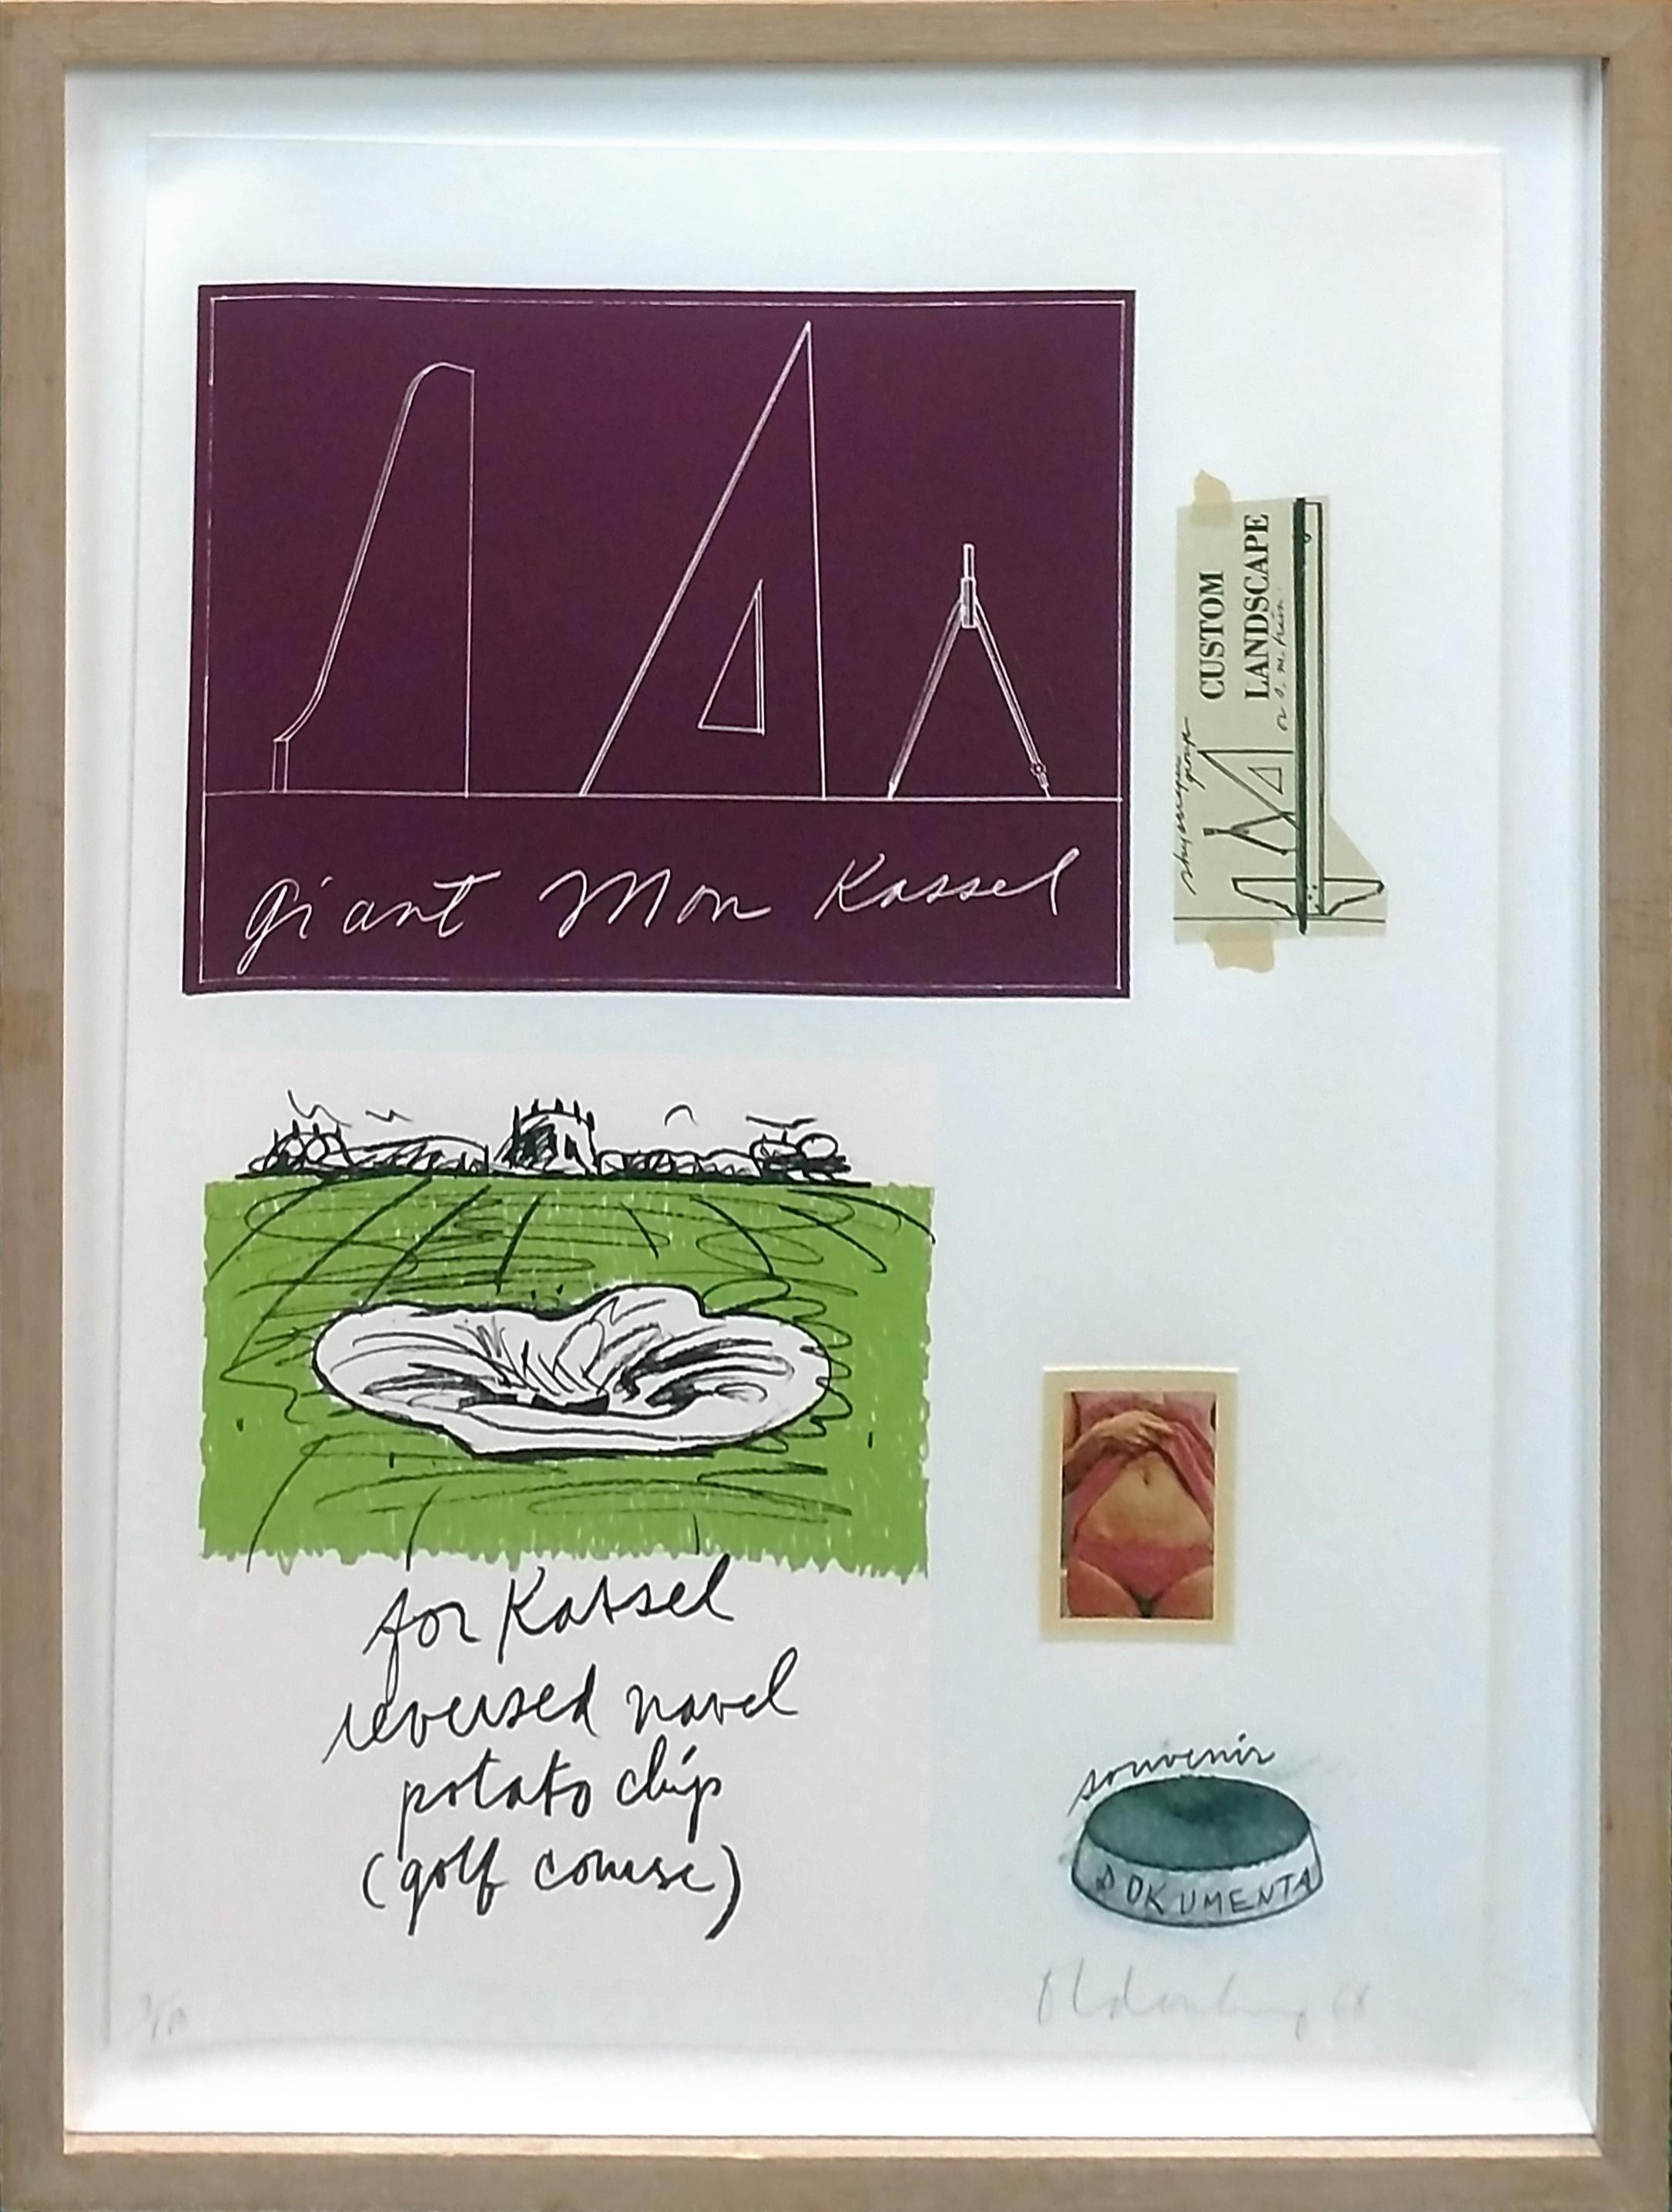 giant Mon Kassel
CUSTOM
LANDSCAPE
for Kassel
reversed navel
potato chip
(golf course)
souvenir
DOKUMENTA
Oldenburg 68